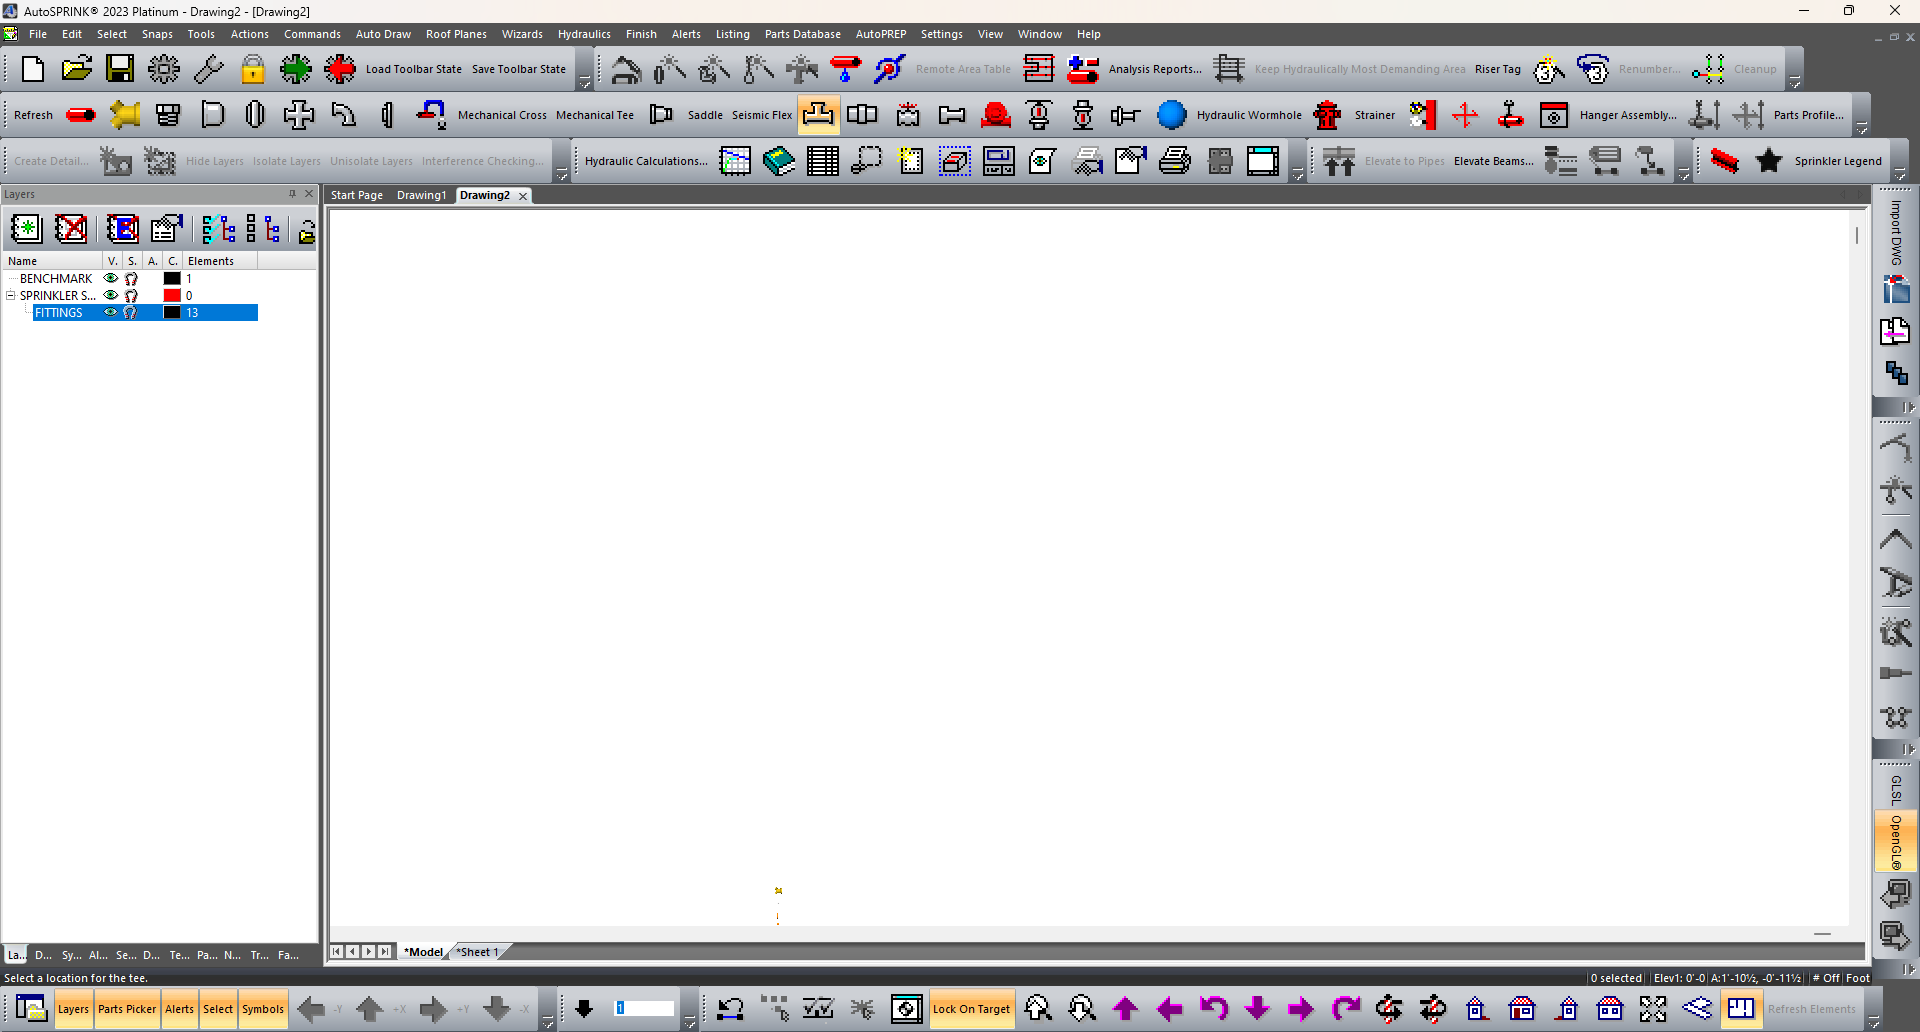 AutoSPRINK® 2023 Platinum - Drawing2 - [Drawing2]
File Edit Select Snaps Tools Actions Commands Auto Draw Roof Planes Wizards Hydraulics Finish Alerts Listing Parts Database AutoPREP Settings View Window Help
Load Toolbar State Save Toolbar State Remote Area Table Analysis Reports... Keep Hydraulically Most Demanding Area Riser Tag Renumber... Cleanup
Refresh Mechanical Cross Mechanical Tee Saddle Seismic Flex Hydraulic Wormhole Strainer Hanger Assembly... Parts Profile...
Create Detail... Hide Layers Isolate Layers Unisolate Layers Interference Checking... Hydraulic Calculations... Elevate to Pipes Elevate Beams... Sprinkler Legend
Layers
Start Page Drawing1 Drawing2
Import DWG
Name V. S. A. C. Elements
BENCHMARK 1
SPRINKLER S... 0
FITTINGS 13
GLSL
OpenGL®
*Model *Sheet 1
La... D... Sy... Al... Se... D... Te... Pa... N... Tr... Fa...
Select a location for the tee.
0 selected Elev1: 0'-0 A:1'-10½, -0'-11½ # Off Foot
Layers Parts Picker Alerts Select Symbols -Y +X +Y -X 1 Lock On Target Refresh Elements